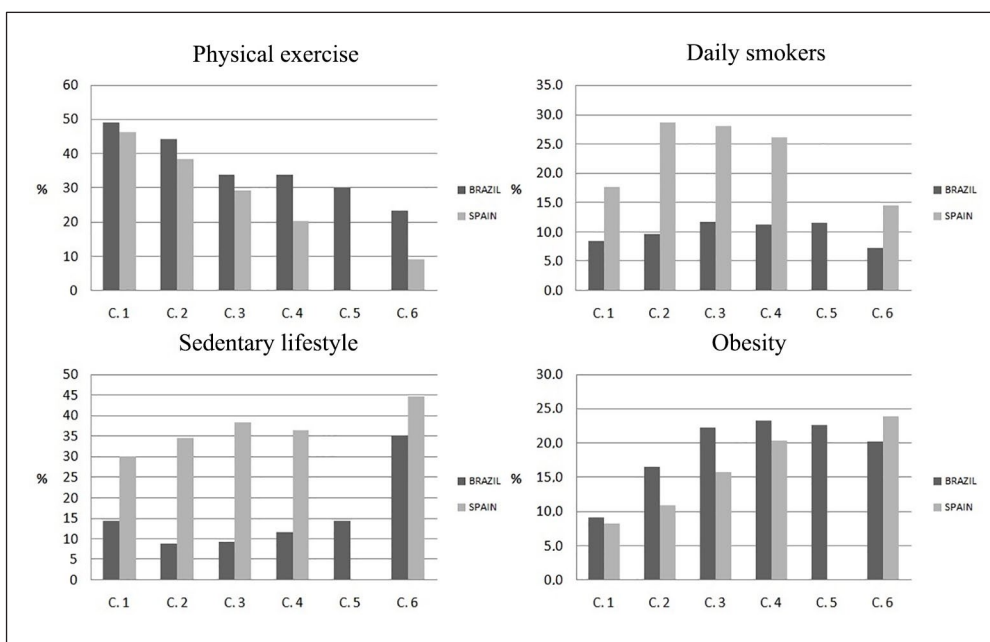 Physical exercise
60
50
40
30
20
10
0
%
C. 1 C. 2 C. 3 C. 4 C. 5 C. 6
BRAZIL
SPAIN
Daily smokers
35.0
30.0
25.0
20.0
15.0
10.0
5.0
0.0
%
C. 1 C. 2 C. 3 C. 4 C. 5 C. 6
BRAZIL
SPAIN
Sedentary lifestyle
50
45
40
35
30
25
20
15
10
5
0
%
C. 1 C. 2 C. 3 C. 4 C. 5 C. 6
BRAZIL
SPAIN
Obesity
30.0
25.0
20.0
15.0
10.0
5.0
0.0
%
C. 1 C. 2 C. 3 C. 4 C. 5 C. 6
BRAZIL
SPAIN